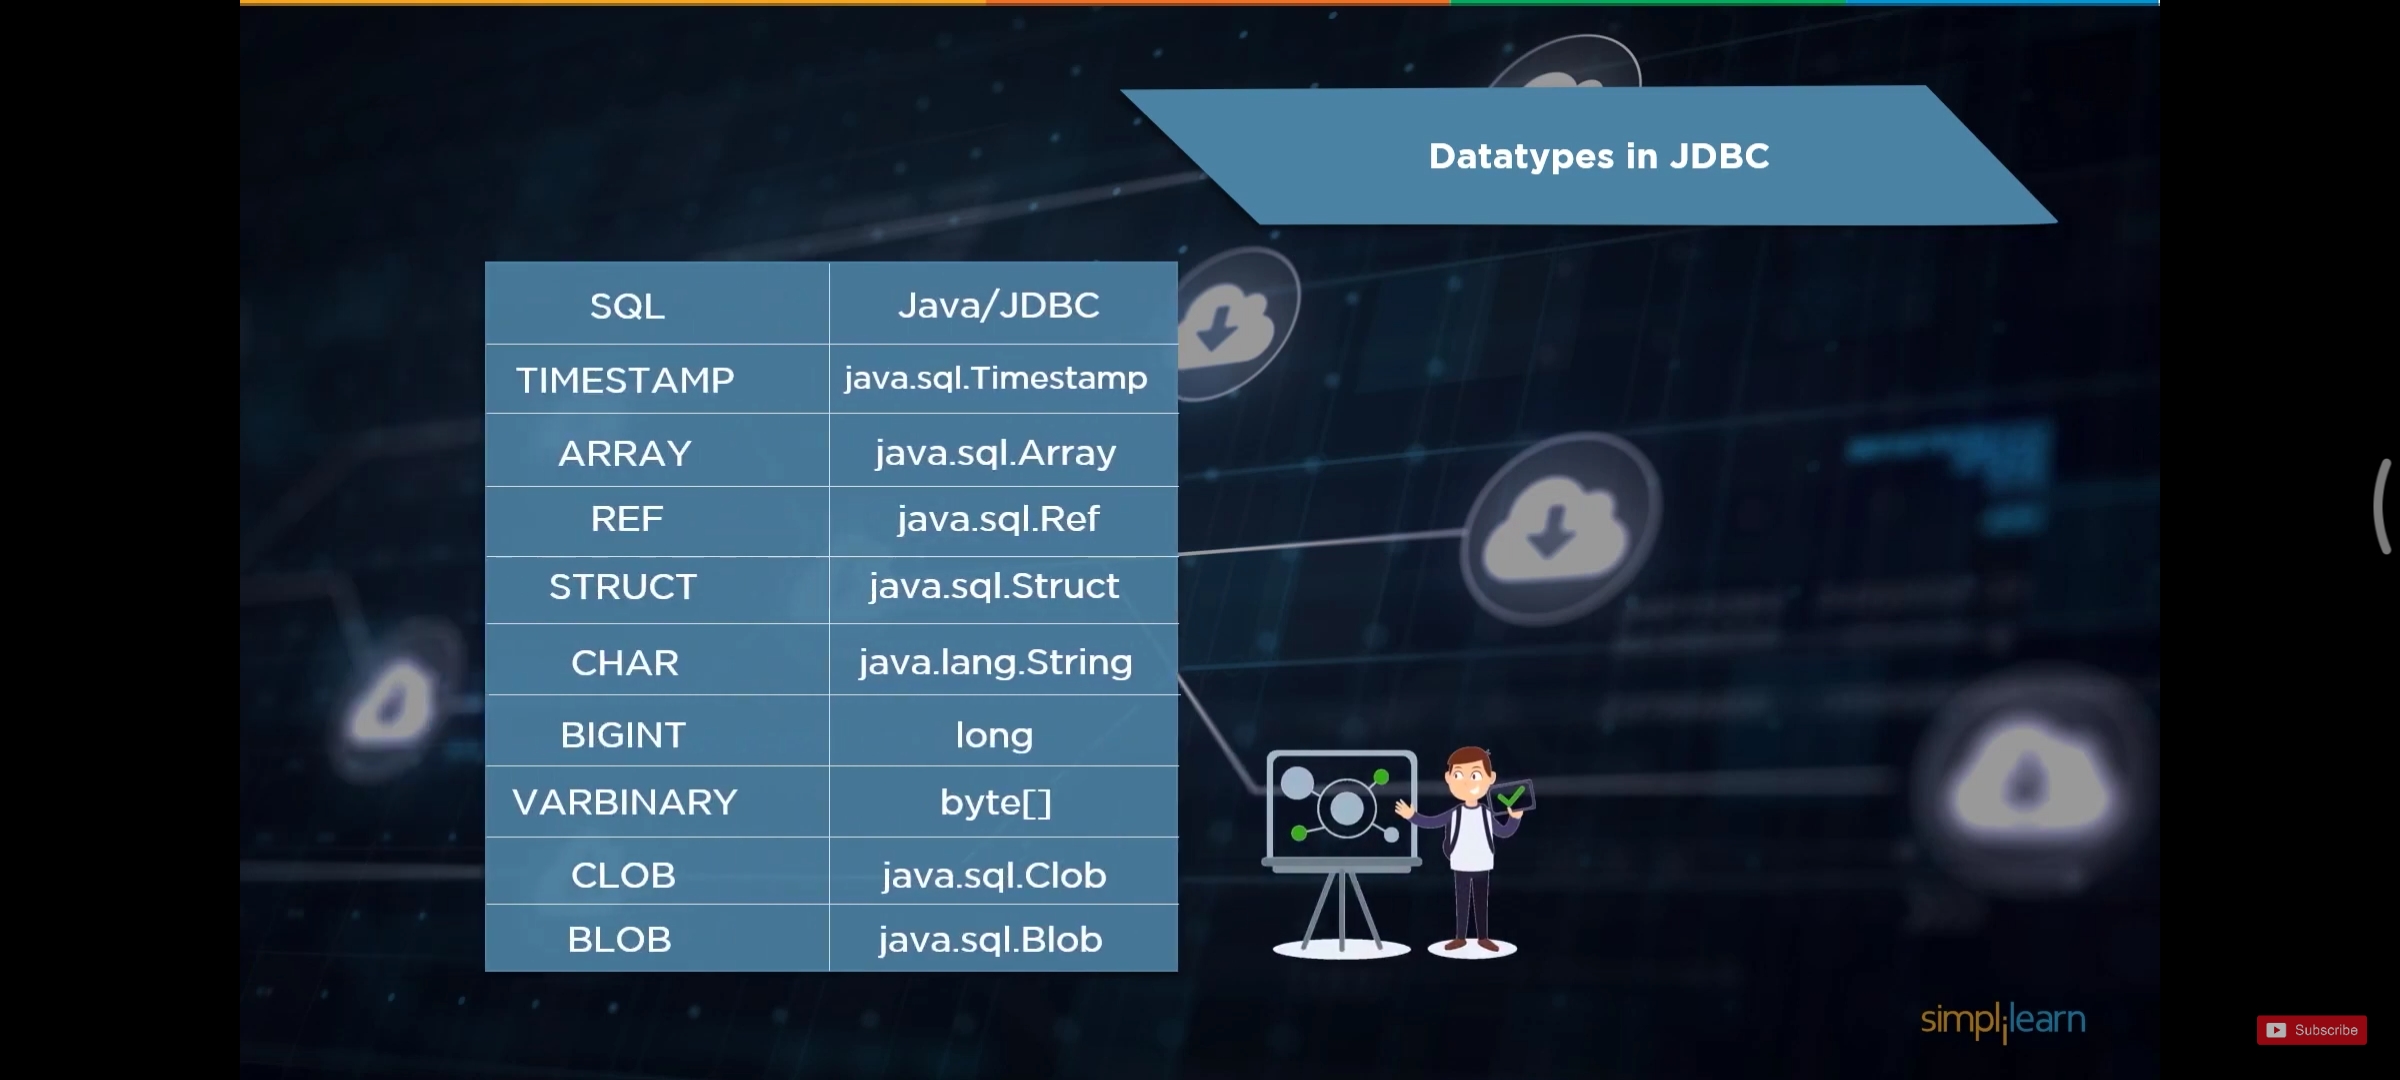 Datatypes in JDBC
SQL Java/JDBC
TIMESTAMP java.sql.Timestamp
ARRAY java.sql.Array
REF java.sql.Ref
STRUCT java.sql.Struct
CHAR java.lang.String
BIGINT long
VARBINARY byte[]
CLOB java.sql.Clob
BLOB java.sql.Blob
simplilearn
Subscribe